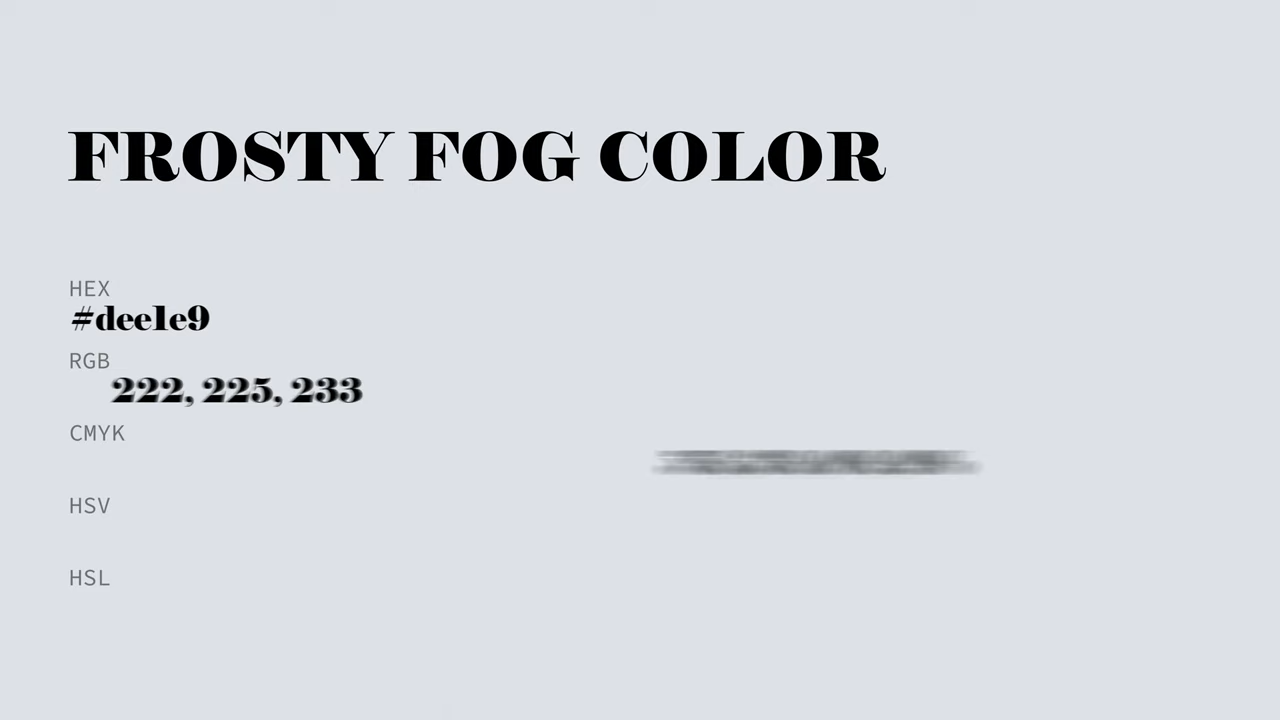 FROSTY FOG COLOR
HEX
#dee1e9
RGB
222, 225, 233
CMYK
HSV
HSL